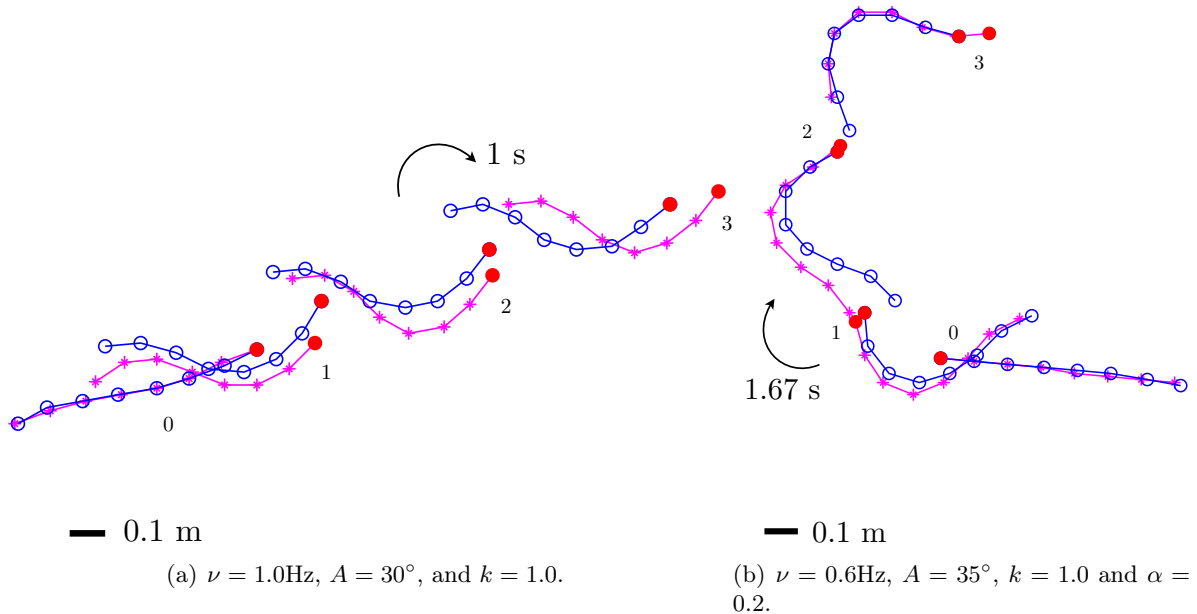 3
2
1 s
3
2
1
0
1
0
1.67 s
0.1 m
0.1 m
(a) ν = 1.0Hz, A = 30°, and k = 1.0.
(b) ν = 0.6Hz, A = 35°, k = 1.0 and α =
0.2.